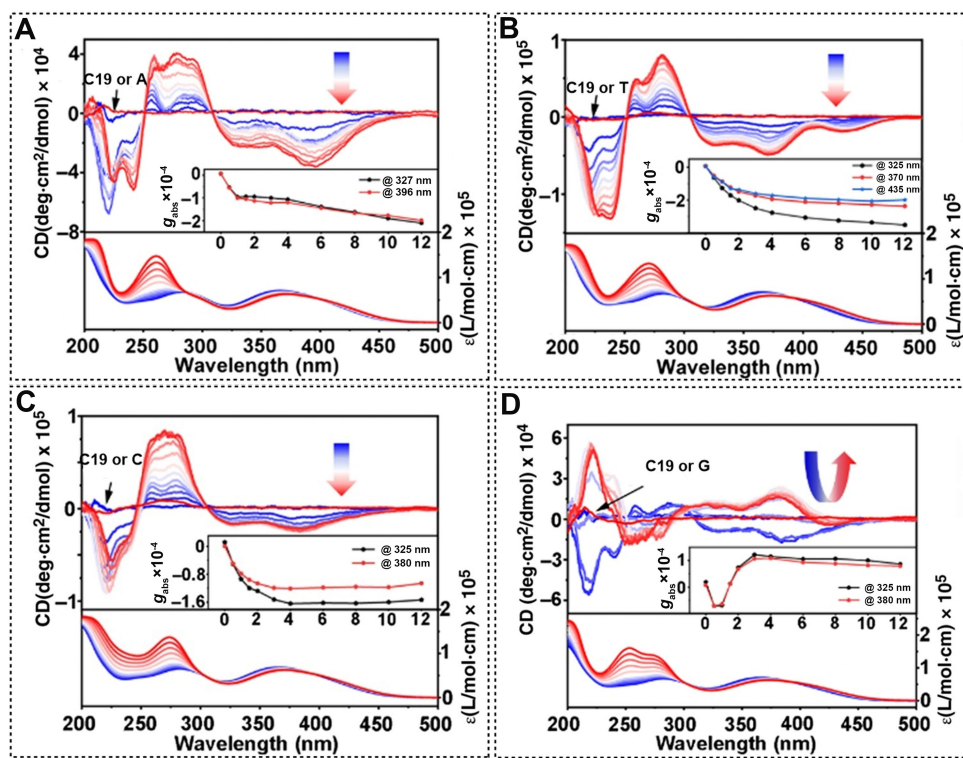 A
CD(deg·cm²/dmol) × 10⁴
4
0
−4
−8
C19 or A
gabs×10⁻⁴
0
−1
−2
@ 327 nm
@ 396 nm
0 2 4 6 8 10 12
2
1
0
ε(L/mol·cm) × 10⁵
200 250 300 350 400 450 500
Wavelength (nm)
B
CD(deg·cm²/dmol) × 10⁵
1
0
−1
C19 or T
gabs×10⁻⁴
0
−2
@ 325 nm
@ 370 nm
@ 435 nm
0 2 4 6 8 10 12
2
1
0
ε(L/mol·cm) × 10⁵
200 250 300 350 400 450 500
Wavelength (nm)
C
CD(deg·cm²/dmol) × 10⁵
1
0
−1
C19 or C
gabs×10⁻⁴
0
−0.8
−1.6
@ 325 nm
@ 380 nm
0 2 4 6 8 10 12
2
1
0
ε(L/mol·cm) × 10⁵
200 250 300 350 400 450 500
Wavelength (nm)
D
CD (deg·cm²/dmol) x 10⁴
6
3
0
−3
−6
C19 or G
gabs×10⁻⁴
1
0
@ 325 nm
@ 380 nm
0 2 4 6 8 10 12
2
1
0
ε(L/mol·cm) × 10⁵
200 250 300 350 400 450 500
Wavelength (nm)